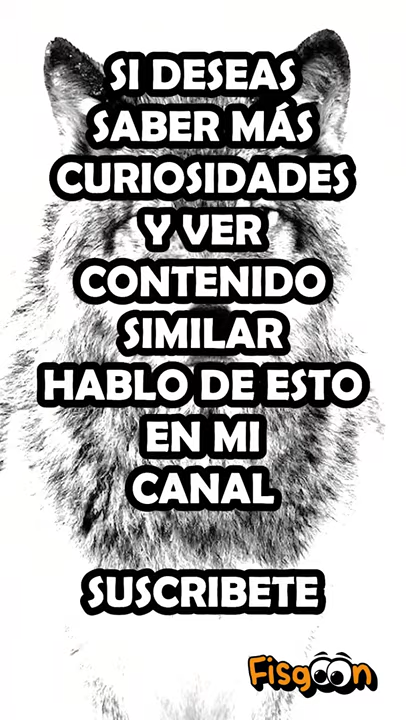 SI DESEAS
SABER MÁS
CURIOSIDADES
Y VER
CONTENIDO
SIMILAR
HABLO DE ESTO
EN MI
CANAL
SUSCRIBETE
Fisgoon